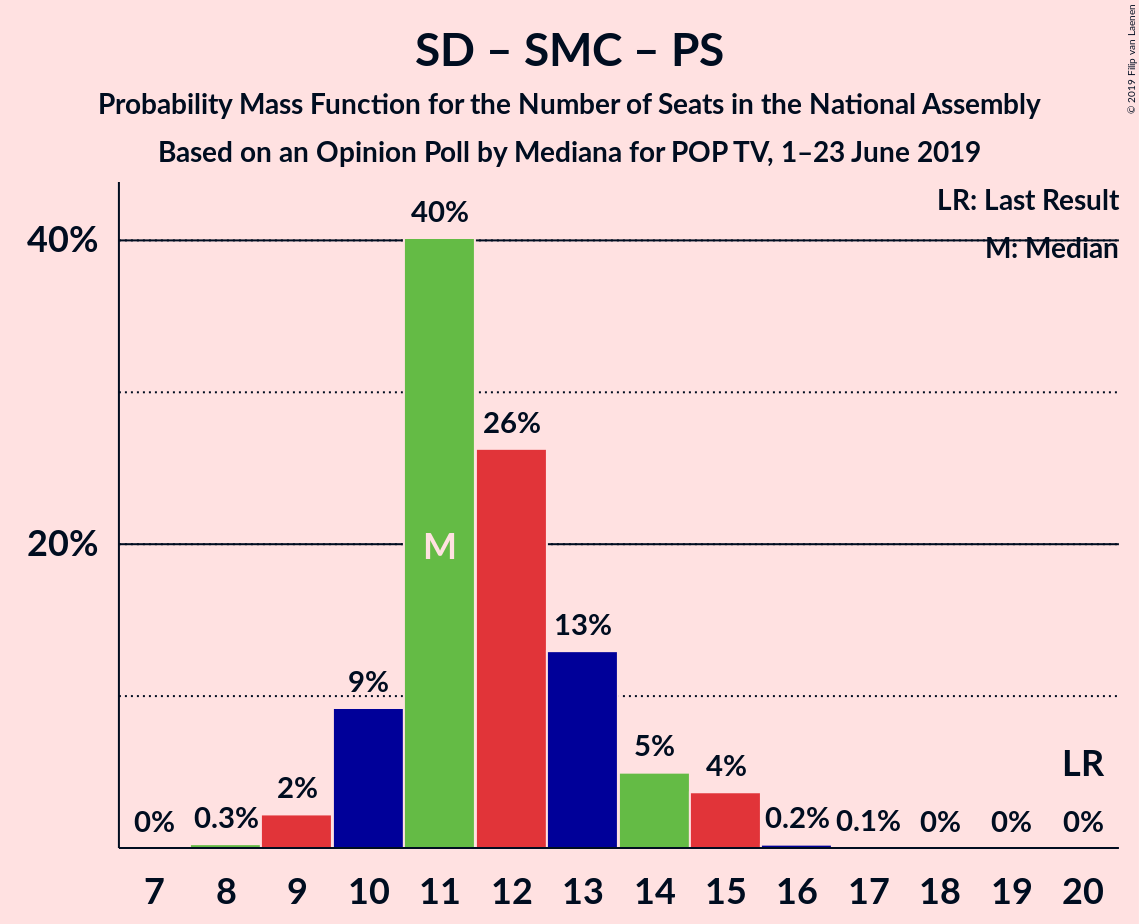 SD – SMC – PS
Probability Mass Function for the Number of Seats in the National Assembly
Based on an Opinion Poll by Mediana for POP TV, 1–23 June 2019
© 2019 Filip van Laenen
LR: Last Result
M: Median
40%
20%
0%
0.3%
2%
9%
40%
M
26%
13%
5%
4%
0.2%
0.1%
0%
0%
LR
0%
7 8 9 10 11 12 13 14 15 16 17 18 19 20